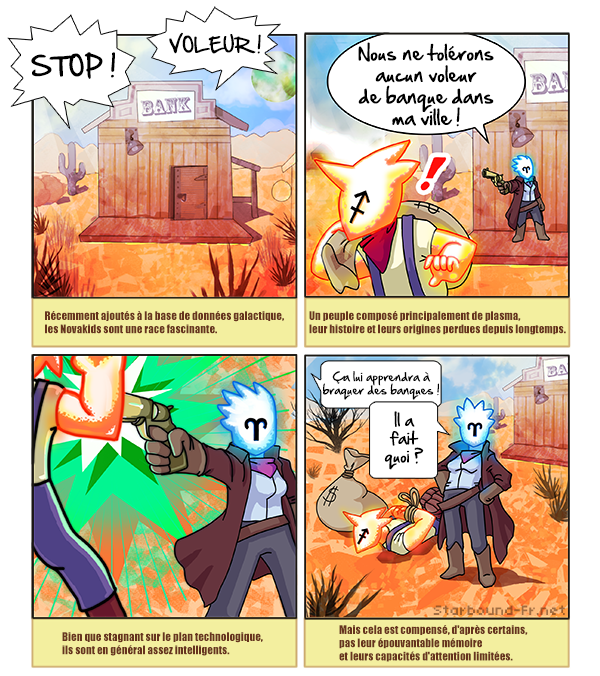 STOP !
VOLEUR !
BANK
Récemment ajoutés à la base de données galactique,
les Novakids sont une race fascinante.
Nous ne tolérons
aucun voleur
de banque dans
ma ville !
BA
!
$
Un peuple composé principalement de plasma,
leur histoire et leurs origines perdues depuis longtemps.
Bien que stagnant sur le plan technologique,
ils sont en général assez intelligents.
Ça lui apprendra à
braquer des banques !
Il a
fait
quoi ?
BA
$
Starbound-Fr.net
Mais cela est compensé, d'après certains,
pas leur épouvantable mémoire
et leurs capacités d'attention limitées.